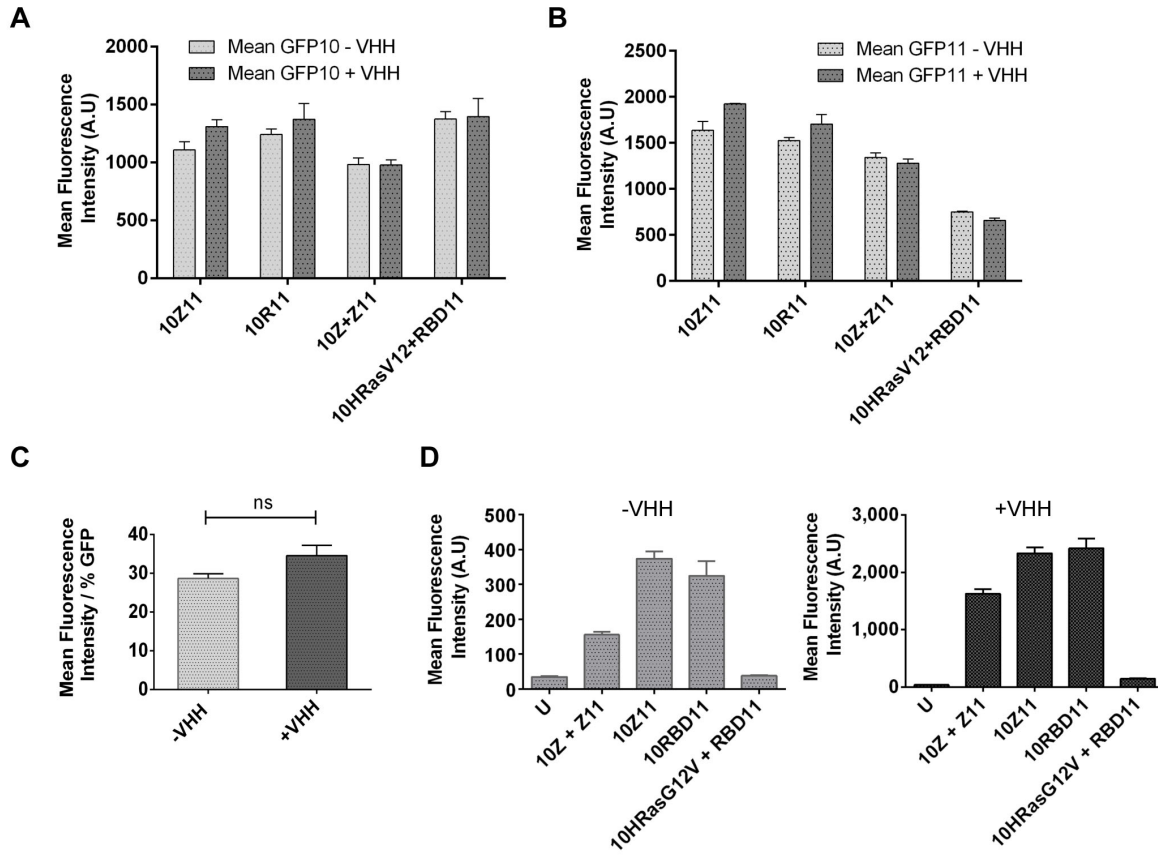 A
Mean Fluorescence
Intensity (A.U)
2000
1500
1000
500
0
Mean GFP10 - VHH
Mean GFP10 + VHH
10Z11
10R11
10Z+Z11
10HRasV12+RBD11
B
Mean Fluorescence
Intensity (A.U)
2500
2000
1500
1000
500
0
Mean GFP11 - VHH
Mean GFP11 + VHH
10Z11
10R11
10Z+Z11
10HRasV12+RBD11
C
Mean Fluorescence
Intensity / % GFP
40
30
20
10
0
ns
-VHH
+VHH
D
-VHH
Mean Fluorescence
Intensity (A.U)
500
400
300
200
100
0
U
10Z + Z11
10Z11
10RBD11
10HRasG12V + RBD11
+VHH
Mean Fluorescence
Intensity (A.U)
3,000
2,000
1,000
0
U
10Z + Z11
10Z11
10RBD11
10HRasG12V + RBD11